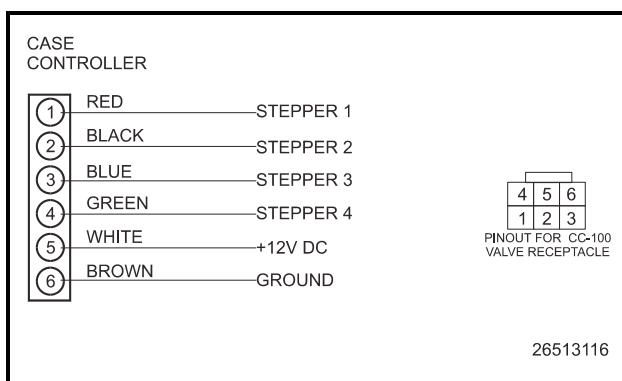 CASE
CONTROLLER
1 RED STEPPER 1
2 BLACK STEPPER 2
3 BLUE STEPPER 3
4 GREEN STEPPER 4
5 WHITE +12V DC
6 BROWN GROUND
4 5 6
1 2 3
PINOUT FOR CC-100
VALVE RECEPTACLE
26513116